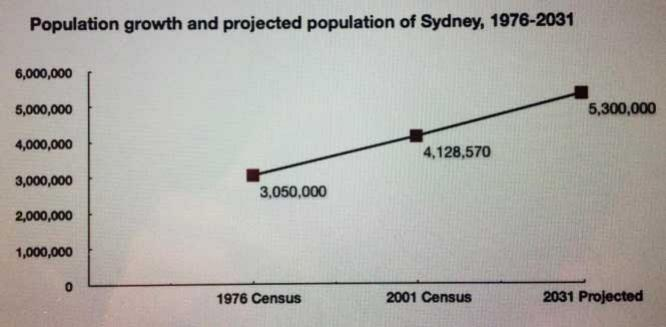 Population growth and projected population of Sydney, 1976-2031
6,000,000
5,000,000
4,000,000
3,000,000
2,000,000
1,000,000
0
5,300,000
4,128,570
3,050,000
1976 Census
2001 Census
2031 Projected